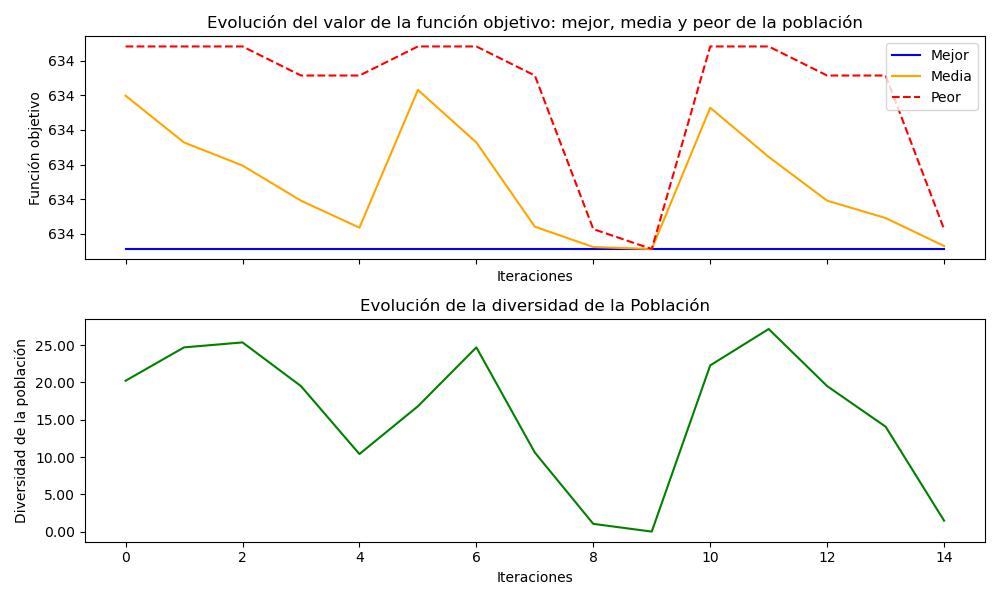 Evolución del valor de la función objetivo: mejor, media y peor de la población
Función objetivo
634
634
634
634
634
634
Mejor
Media
Peor
Iteraciones
Evolución de la diversidad de la Población
Diversidad de la población
25.00
20.00
15.00
10.00
5.00
0.00
0 2 4 6 8 10 12 14
Iteraciones